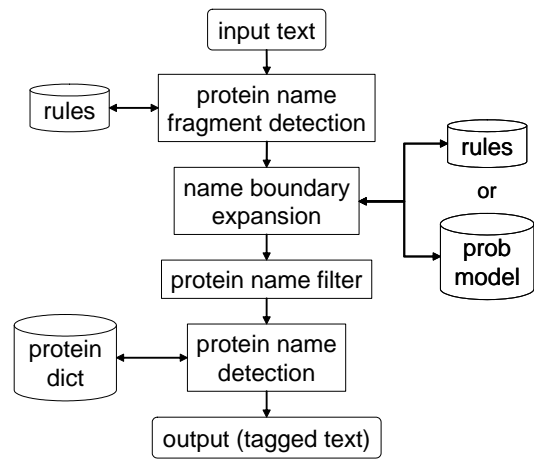 input text
rules
protein name
fragment detection
name boundary
expansion
rules
or
prob
model
protein name filter
protein
dict
protein name
detection
output (tagged text)